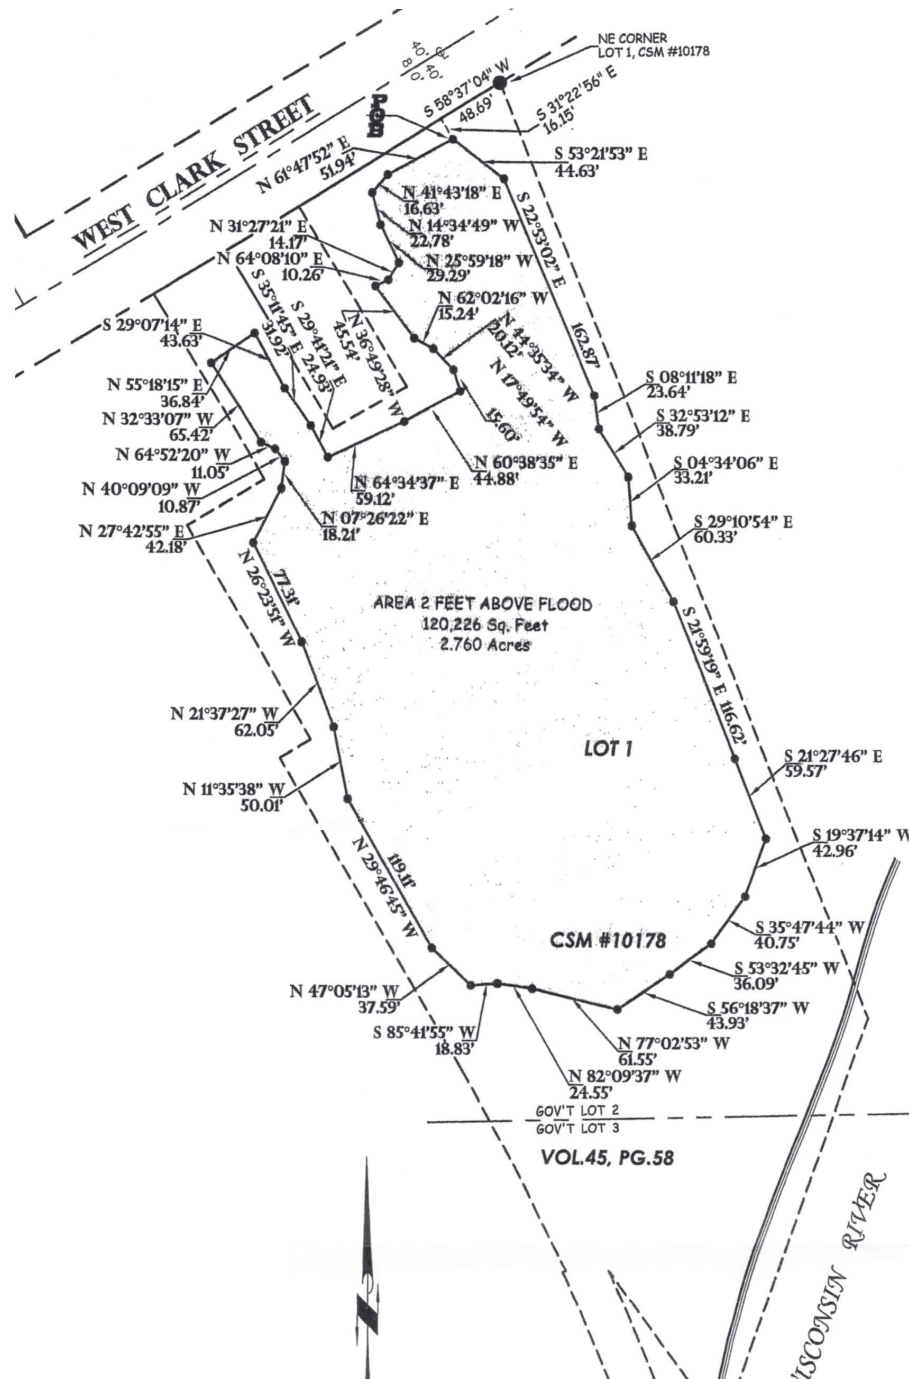 NE CORNER
LOT 1, CSM #10178
40' 40'
80'
S 58°37'04" W
48.69'
S 31°22'56" E
16.15'
POB
WEST CLARK STREET
N 61°47'52" E
51.94'
S 53°21'53" E
44.63'
N 41°43'18" E
16.63'
N 14°34'49" W
22.78'
N 31°27'21" E
14.17'
N 25°59'18" W
29.29'
N 64°08'10" E
10.26'
S 22°53'02" E
162.87'
N 62°02'16" W
15.24'
N 36°49'28" W
45.54'
N 44°35'34" W
20.12'
N 17°49'54" W
15.60'
S 29°07'14" E
43.63'
S 35°11'45" E
31.92'
S 29°41'21" E
24.93'
N 55°18'15" E
36.84'
N 32°33'07" W
65.42'
N 64°52'20" W
11.05'
N 40°09'09" W
10.87'
N 27°42'55" E
42.18'
N 07°26'22" E
18.21'
N 64°34'37" E
59.12'
N 60°38'35" E
44.88'
S 08°11'18" E
23.64'
S 32°53'12" E
38.79'
S 04°34'06" E
33.21'
S 29°10'54" E
60.33'
77.31'
N 26°23'51" W
AREA 2 FEET ABOVE FLOOD
120,226 Sq. Feet
2.760 Acres
S 21°59'19" E 116.62'
N 21°37'27" W
62.05'
LOT 1
S 21°27'46" E
59.57'
N 11°35'38" W
50.01'
S 19°37'14" W
42.96'
119.11'
N 29°46'45" W
CSM #10178
S 35°47'44" W
40.75'
S 53°32'45" W
36.09'
N 47°05'13" W
37.59'
S 56°18'37" W
43.93'
S 85°41'55" W
18.83'
N 77°02'53" W
61.55'
N 82°09'37" W
24.55'
GOV'T LOT 2
GOV'T LOT 3
VOL.45, PG.58
WISCONSIN RIVER